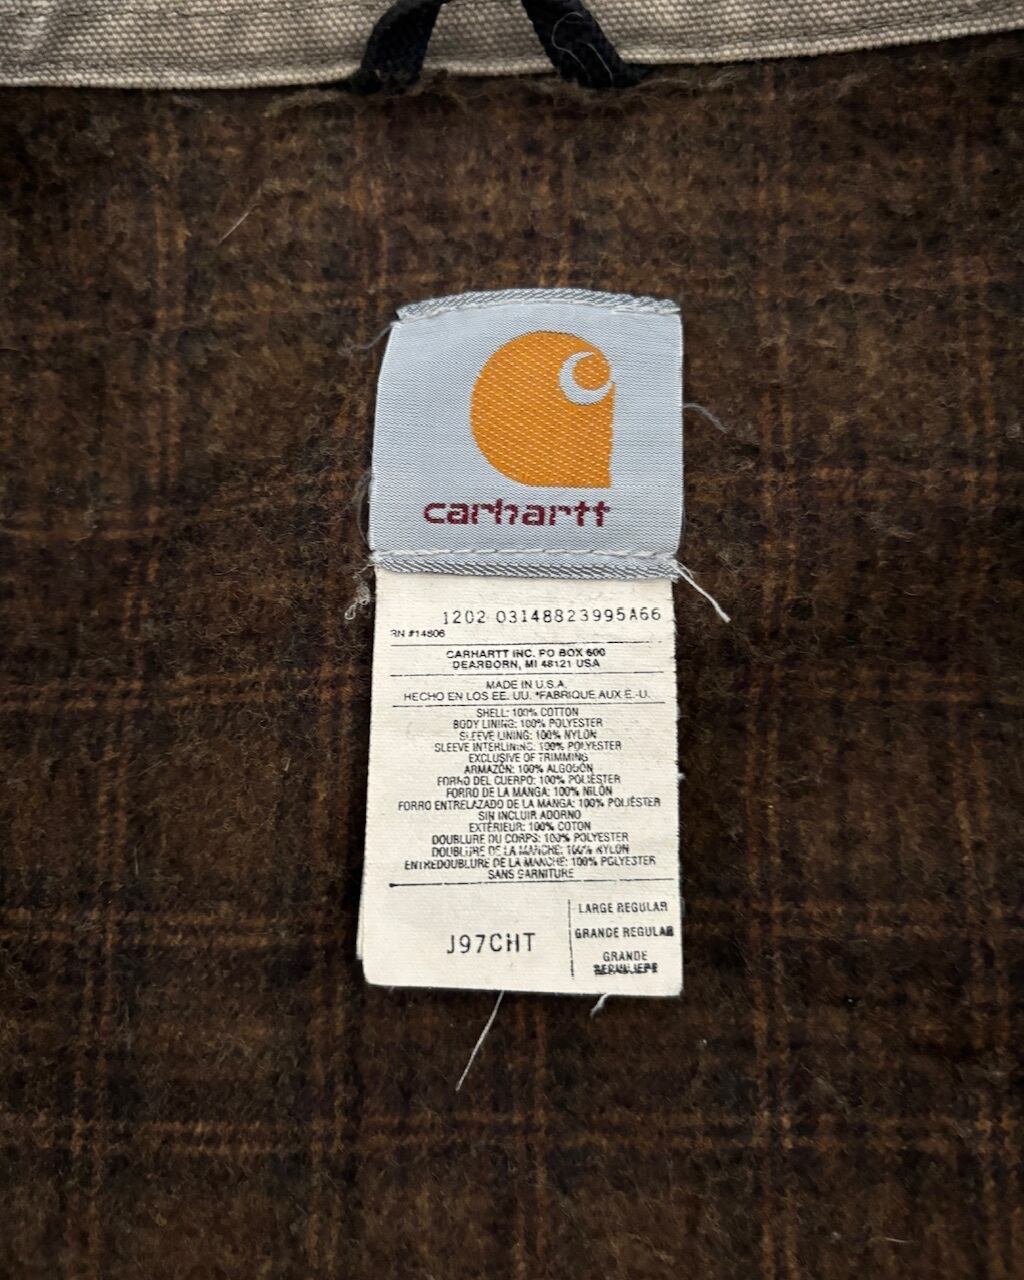 carhartt
1202 03148823995A66
RN #14806
CARHARTT INC. PO BOX 600
DEARBORN, MI 48121 USA
MADE IN U.S.A.
HECHO EN LOS EE. UU. *FABRIQUE AUX E.-U.
SHELL: 100% COTTON
BODY LINING: 100% POLYESTER
SLEEVE LINING: 100% NYLON
SLEEVE INTERLINING: 100% POLYESTER
EXCLUSIVE OF TRIMMING
ARMAZÓN: 100% ALGODÓN
FORRO DEL CUERPO: 100% POLIÉSTER
FORRO DE LA MANGA: 100% NILÓN
FORRO ENTRELAZADO DE LA MANGA: 100% POLIÉSTER
SIN INCLUIR ADORNO
EXTÉRIEUR: 100% COTON
DOUBLURE DU CORPS: 100% POLYESTER
DOUBLURE DE LA MANCHE: 100% NYLON
ENTREDOUBLURE DE LA MANCHE: 100% POLYESTER
SANS GARNITURE
J97CHT
LARGE REGULAR
GRANDE REGULAR
GRANDE